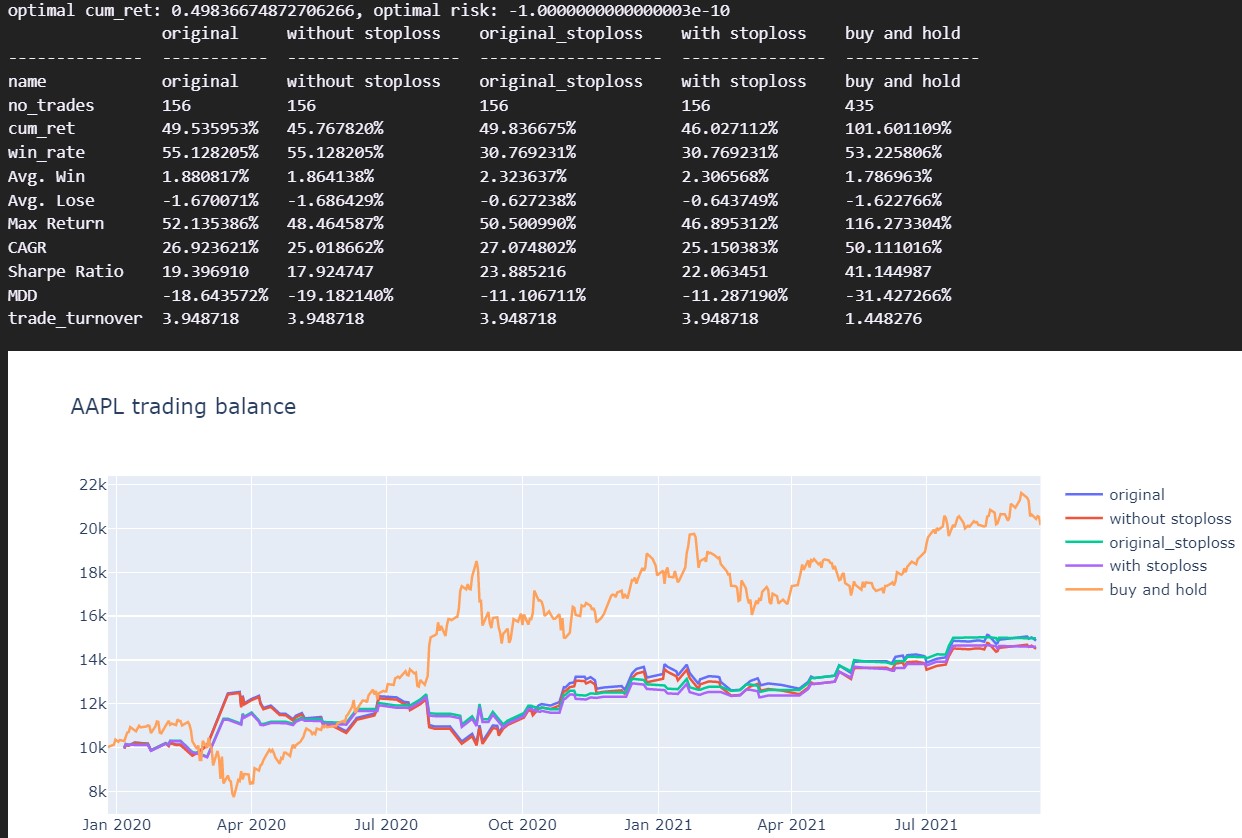 optimal cum_ret: 0.49836674872706266, optimal risk: -1.0000000000000003e-10
original without stoploss original_stoploss with stoploss buy and hold
-------------- ----------- ------------------ ------------------- --------------- --------------
name original without stoploss original_stoploss with stoploss buy and hold
no_trades 156 156 156 156 435
cum_ret 49.535953% 45.767820% 49.836675% 46.027112% 101.601109%
win_rate 55.128205% 55.128205% 30.769231% 30.769231% 53.225806%
Avg. Win 1.880817% 1.864138% 2.323637% 2.306568% 1.786963%
Avg. Lose -1.670071% -1.686429% -0.627238% -0.643749% -1.622766%
Max Return 52.135386% 48.464587% 50.500990% 46.895312% 116.273304%
CAGR 26.923621% 25.018662% 27.074802% 25.150383% 50.111016%
Sharpe Ratio 19.396910 17.924747 23.885216 22.063451 41.144987
MDD -18.643572% -19.182140% -11.106711% -11.287190% -31.427266%
trade_turnover 3.948718 3.948718 3.948718 3.948718 1.448276
AAPL trading balance
22k
20k
18k
16k
14k
12k
10k
8k
Jan 2020 Apr 2020 Jul 2020 Oct 2020 Jan 2021 Apr 2021 Jul 2021
original
without stoploss
original_stoploss
with stoploss
buy and hold